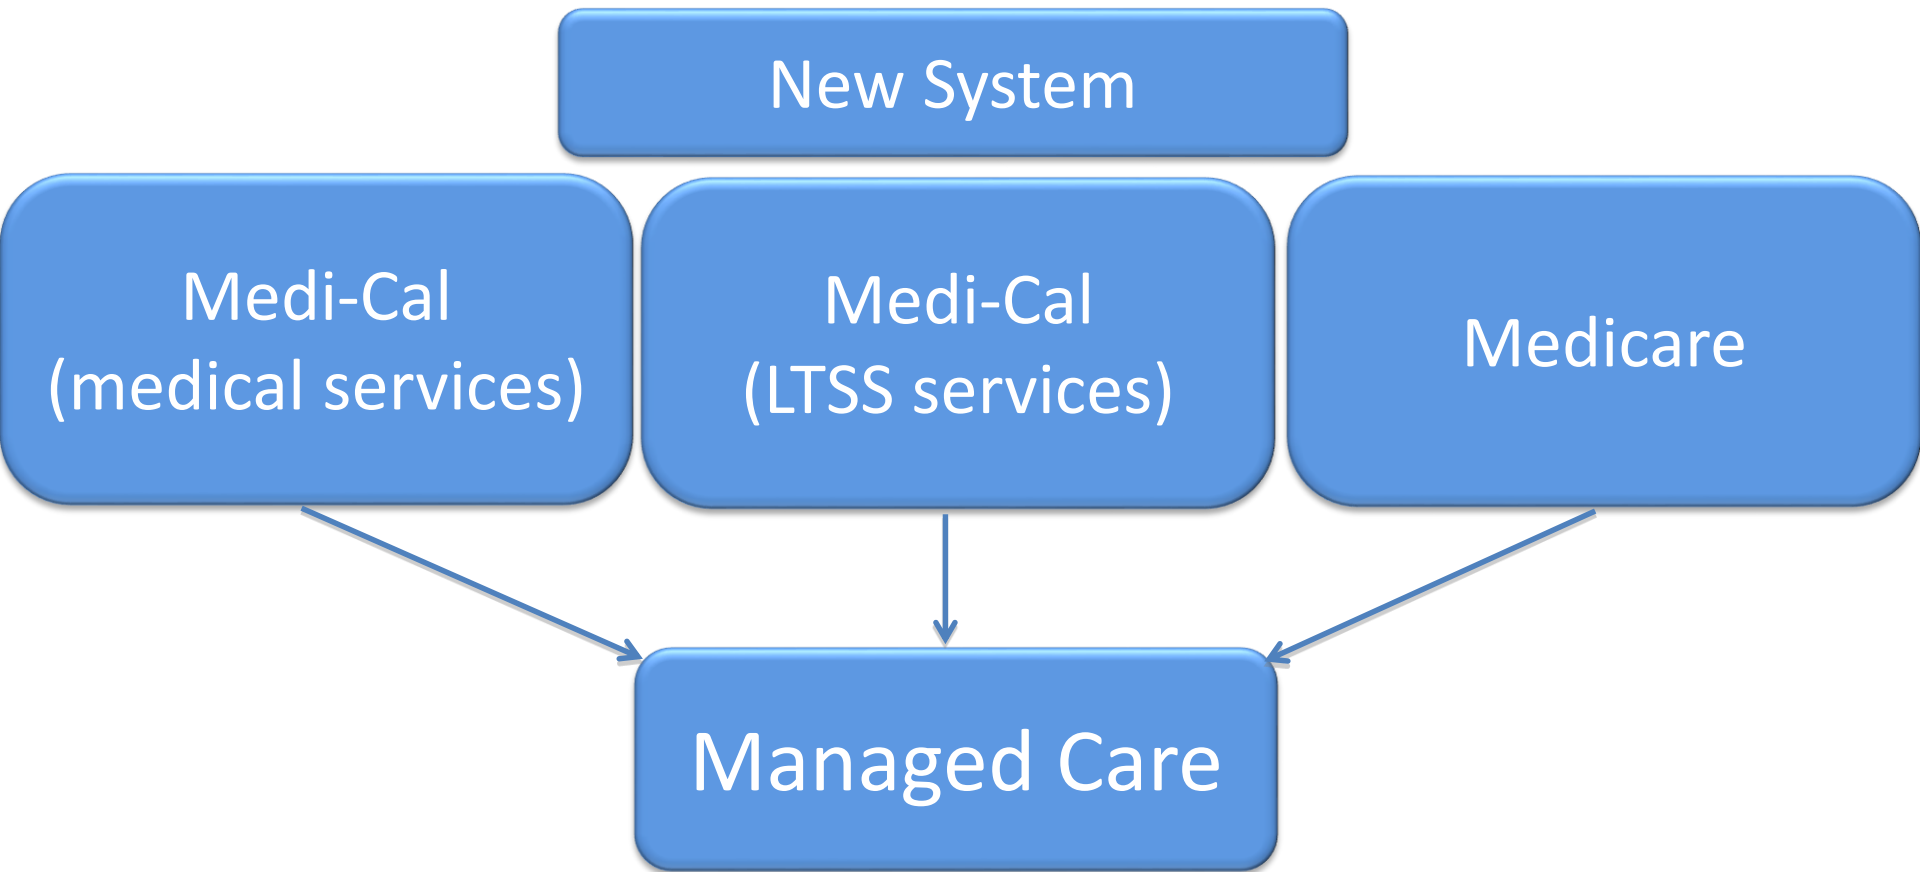 New System
Medi-Cal
(medical services)
Medi-Cal
(LTSS services)
Medicare
Managed Care